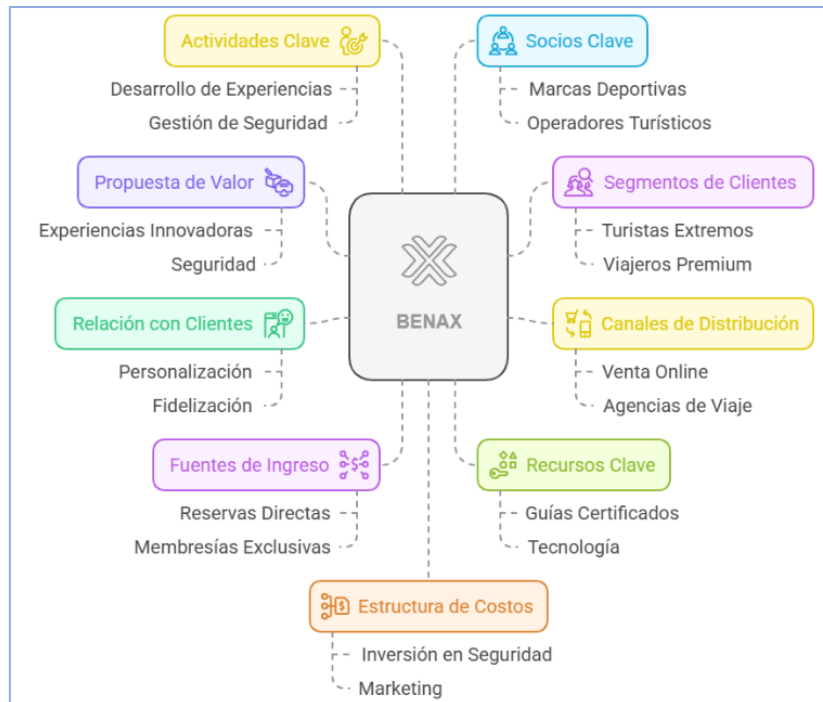 Actividades Clave
Desarrollo de Experiencias
Gestión de Seguridad
Socios Clave
Marcas Deportivas
Operadores Turísticos
Propuesta de Valor
Experiencias Innovadoras
Seguridad
Segmentos de Clientes
Turistas Extremos
Viajeros Premium
BENAX
Relación con Clientes
Personalización
Fidelización
Canales de Distribución
Venta Online
Agencias de Viaje
Fuentes de Ingreso
Reservas Directas
Membresías Exclusivas
Recursos Clave
Guías Certificados
Tecnología
Estructura de Costos
Inversión en Seguridad
Marketing